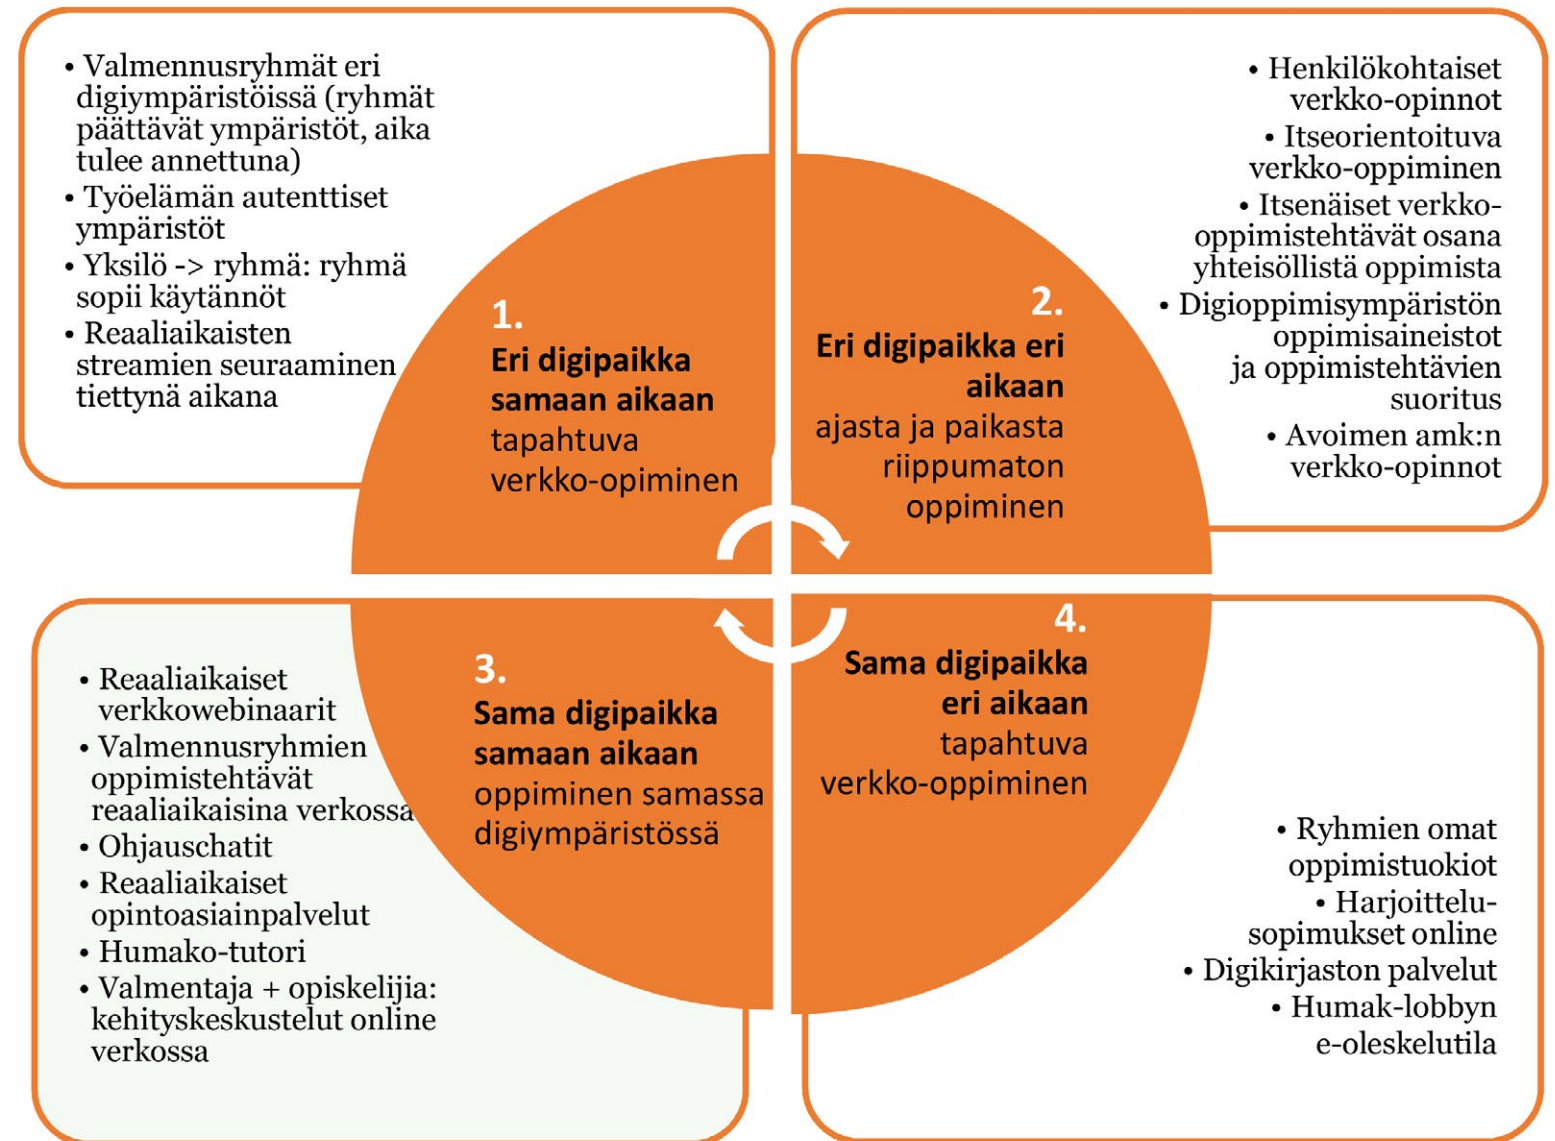 • Valmennusryhmät eri
digiympäristöissä (ryhmät
päättävät ympäristöt, aika
tulee annettuna)
• Työelämän autenttiset
ympäristöt
• Yksilö -> ryhmä: ryhmä
sopii käytännöt
• Reaaliaikaisten
streamien seuraaminen
tiettynä aikana
1.
Eri digipaikka
samaan aikaan
tapahtuva
verkko-opiminen
• Henkilökohtaiset
verkko-opinnot
• Itseorientoituva
verkko-oppiminen
• Itsenäiset verkko-
oppimistehtävät osana
yhteisöllistä oppimista
• Digioppimisympäristön
oppimisaineistot
ja oppimistehtävien
suoritus
• Avoimen amk:n
verkko-opinnot
2.
Eri digipaikka eri
aikaan
ajasta ja paikasta
riippumaton
oppiminen
• Reaaliaikaiset
verkkowebinaarit
• Valmennusryhmien
oppimistehtävät
reaaliaikaisina verkossa
• Ohjauschatit
• Reaaliaikaiset
opintoasiainpalvelut
• Humako-tutori
• Valmentaja + opiskelijia:
kehityskeskustelut online
verkossa
3.
Sama digipaikka
samaan aikaan
oppiminen samassa
digiympäristössä
4.
Sama digipaikka
eri aikaan
tapahtuva
verkko-oppiminen
• Ryhmien omat
oppimistuokiot
• Harjoittelu-
sopimukset online
• Digikirjaston palvelut
• Humak-lobbyn
e-oleskelutila